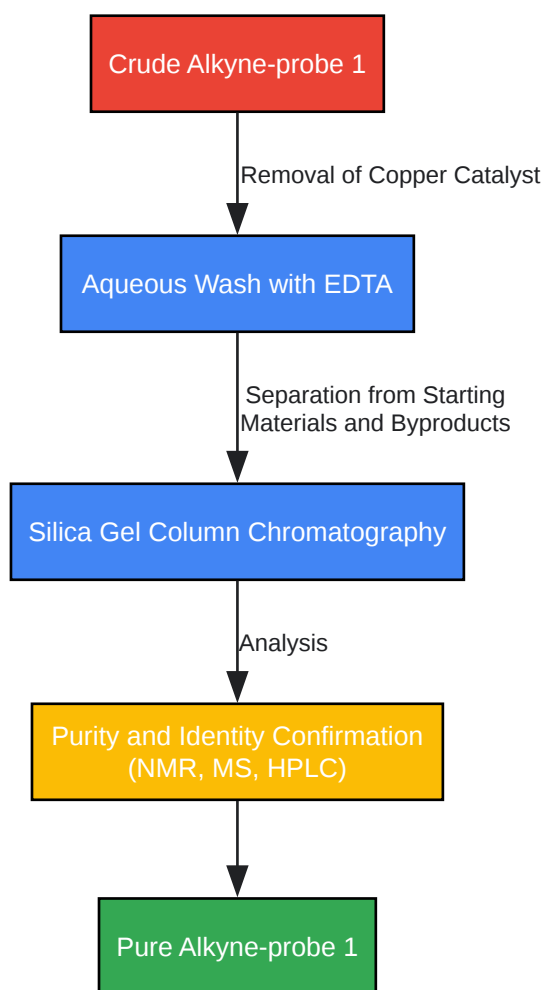 Crude Alkyne-probe 1
Removal of Copper Catalyst
Aqueous Wash with EDTA
Separation from Starting
Materials and Byproducts
Silica Gel Column Chromatography
Analysis
Purity and Identity Confirmation
(NMR, MS, HPLC)
Pure Alkyne-probe 1